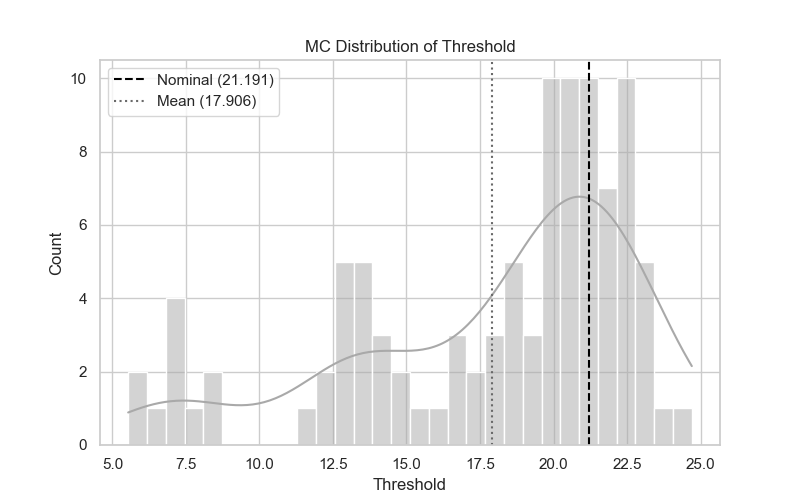 MC Distribution of Threshold
Nominal (21.191)
Mean (17.906)
10
8
6
4
2
0
Count
5.0 7.5 10.0 12.5 15.0 17.5 20.0 22.5 25.0
Threshold